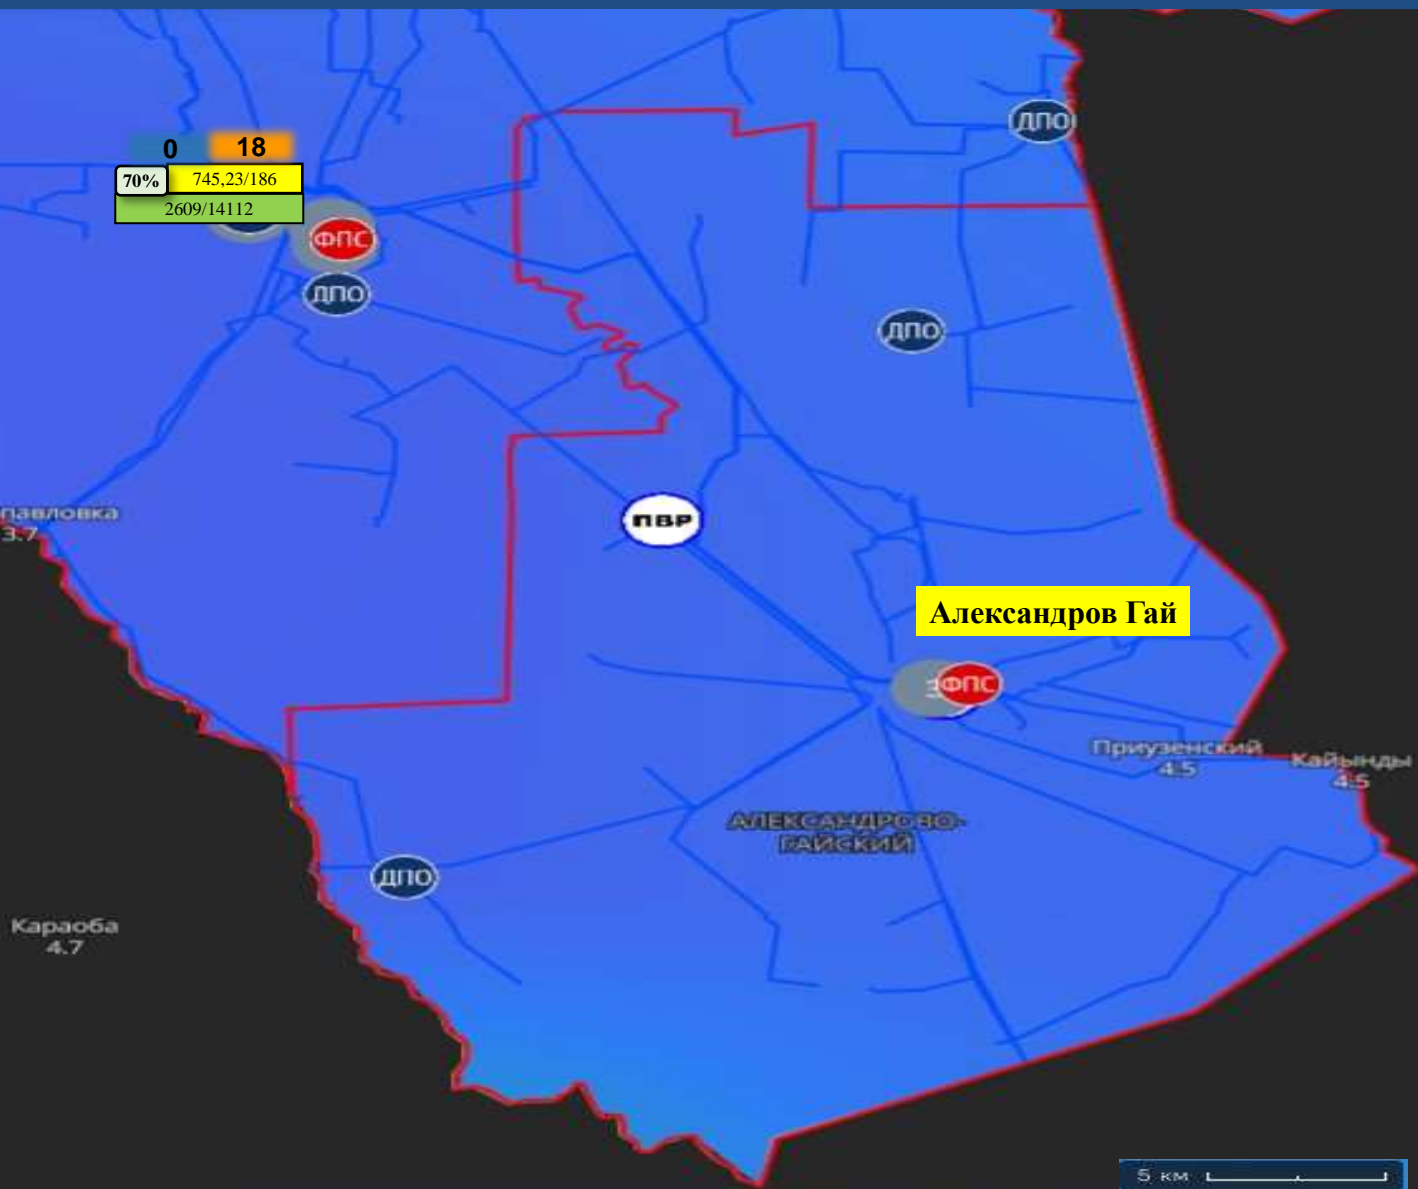 ДПО
0 18
70% 745,23/186
2609/14112
ФПС
ДПО
ДПО
павловка
3.7
ПВР
Александров Гай
ФПС
Приузенский
4.5
Кайынды
4.5
АЛЕКСАНДРОВО-
ГАЙСКИЙ
ДПО
Караоба
4.7
5 км